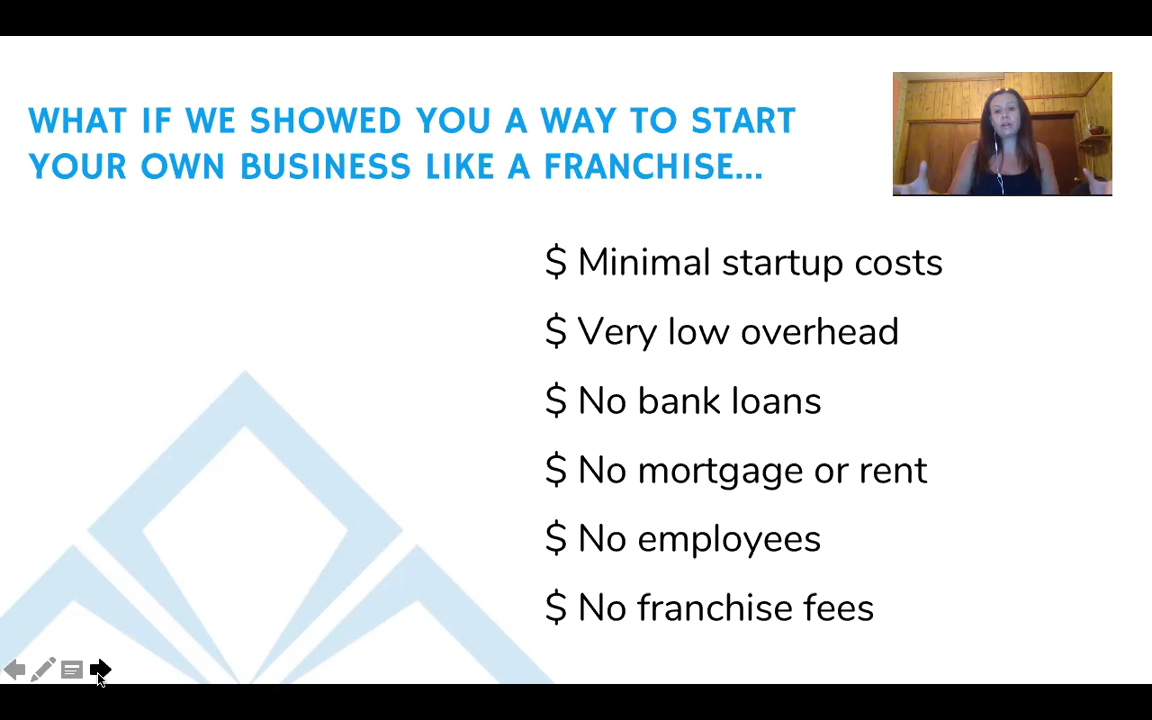 WHAT IF WE SHOWED YOU A WAY TO START
YOUR OWN BUSINESS LIKE A FRANCHISE...
$ Minimal startup costs
$ Very low overhead
$ No bank loans
$ No mortgage or rent
$ No employees
$ No franchise fees